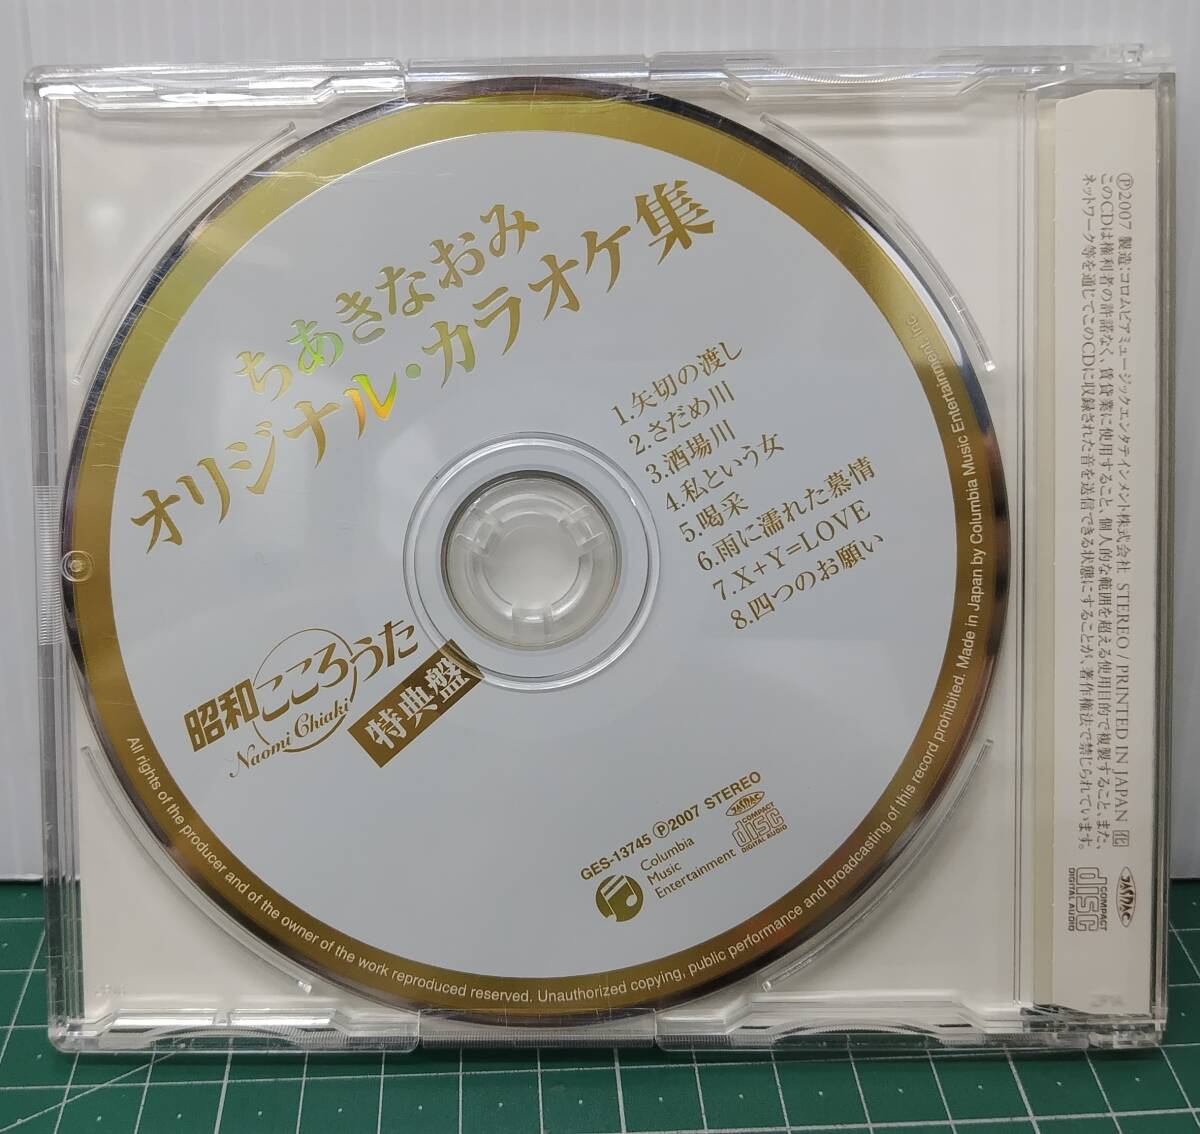 ちあきなおみ
オリジナル・カラオケ集
1.矢切の渡し
2.さだめ川
3.酒場川
4.私という女
5.喝采
6.雨に濡れた慕情
7.X+Y=LOVE
8.四つのお願い
昭和こころうた
Naomi Chiaki
特典盤
GES-13745 ℗2007 STEREO
Columbia
Music
Entertainment
JASRAC
COMPACT
disc
DIGITAL AUDIO
All rights of the producer and of the owner of the work reproduced reserved. Unauthorized copying, public performance and broadcasting of this record prohibited. Made in Japan by Columbia Music Entertainment, Inc.
℗2007 製造:コロムビアミュージックエンタテインメント株式会社 STEREO/PRINTED IN JAPAN 化
このCDは権利者の許諾なく、賃貸業に使用すること、個人的な範囲を超える使用目的で複製すること、また、
ネットワーク等を通じてこのCDに収録された音を送信できる状態にすることが、著作権法で禁じられています。
JASRAC
COMPACT
disc
DIGITAL AUDIO